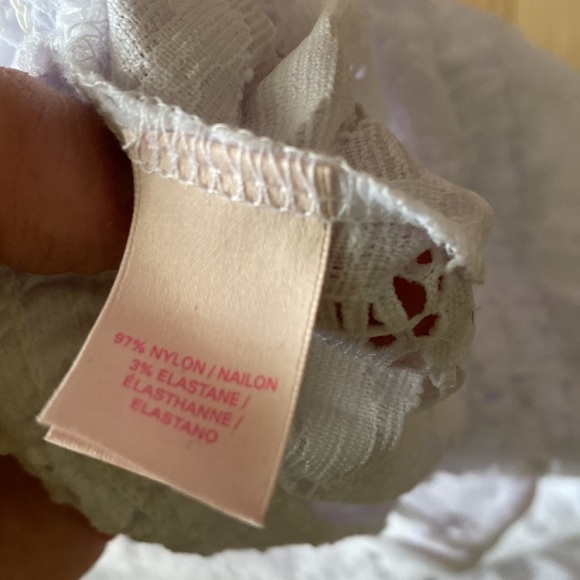 97% NYLON / NAILON
3% ELASTANE /
ÉLASTHANNE /
ELASTANO